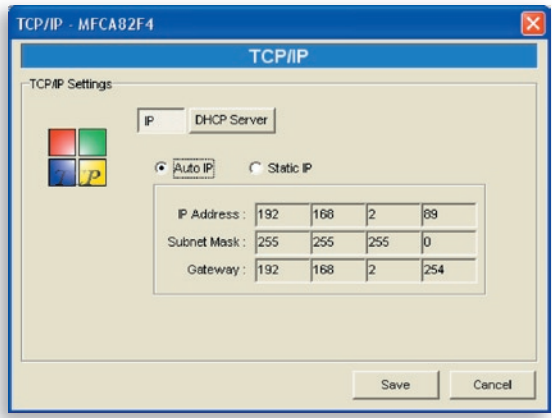 TCP/IP - MFCA82F4
TCP/IP
TCP/IP Settings
IP DHCP Server
T IP
Auto IP Static IP
IP Address : 192 168 2 89
Subnet Mask : 255 255 255 0
Gateway : 192 168 2 254
Save Cancel